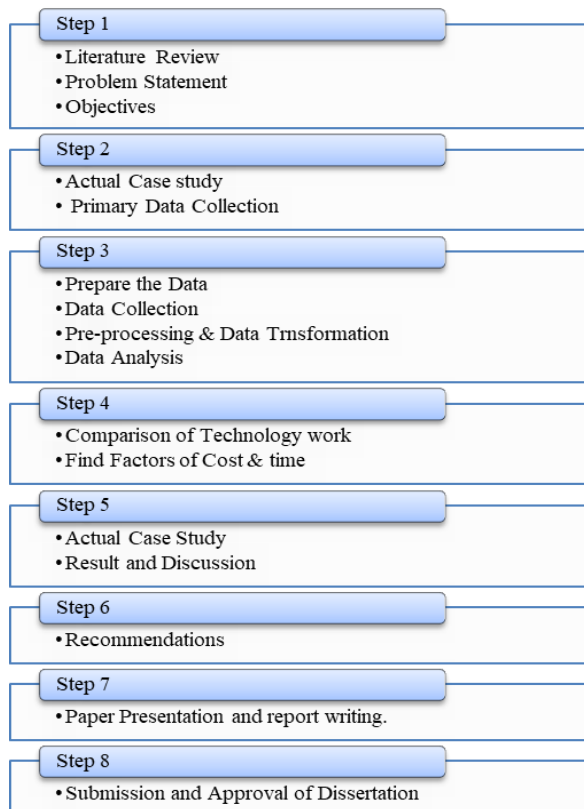 Step 1
•Literature Review
•Problem Statement
•Objectives
Step 2
•Actual Case study
• Primary Data Collection
Step 3
•Prepare the Data
•Data Collection
•Pre-processing & Data Trnsformation
•Data Analysis
Step 4
•Comparison of Technology work
•Find Factors of Cost & time
Step 5
•Actual Case Study
•Result and Discussion
Step 6
•Recommendations
Step 7
•Paper Presentation and report writing.
Step 8
•Submission and Approval of Dissertation